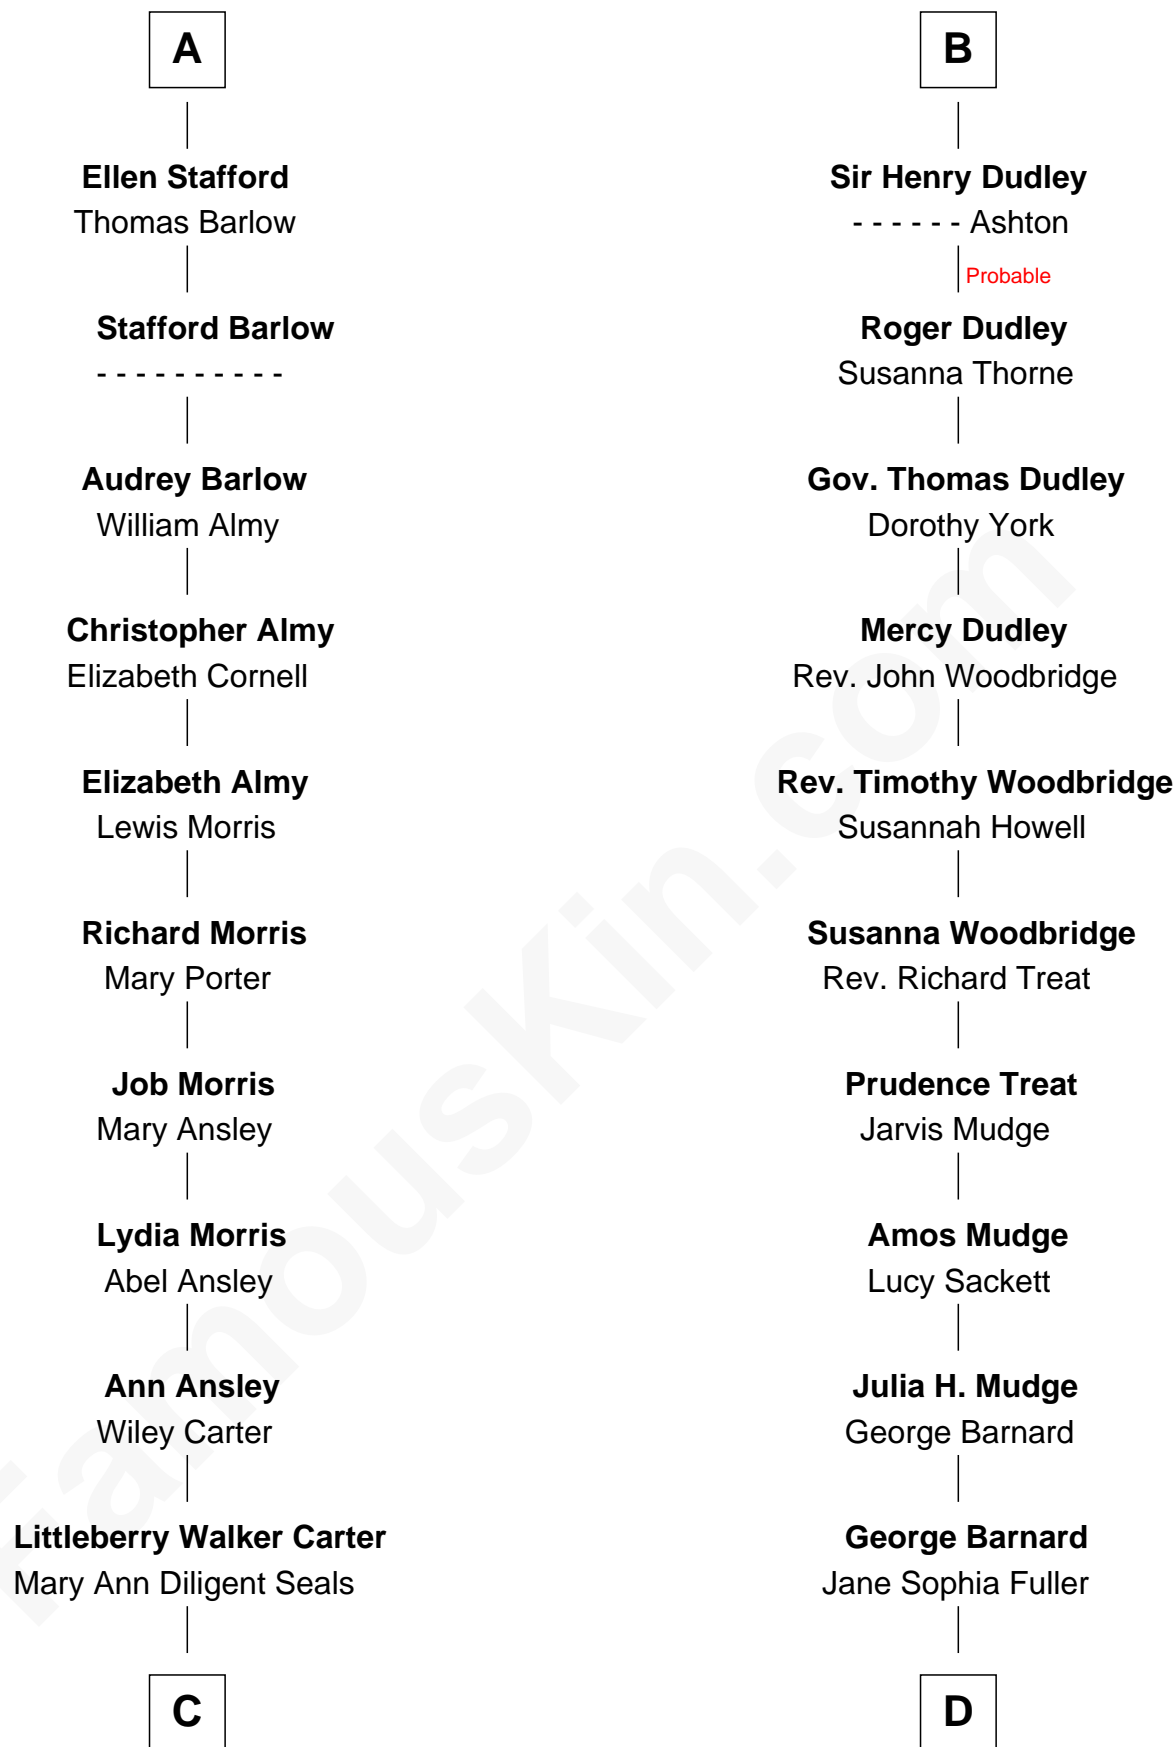 A
Ellen Stafford
Thomas Barlow
Stafford Barlow
- - - - - - - - - -
Audrey Barlow
William Almy
Christopher Almy
Elizabeth Cornell
Elizabeth Almy
Lewis Morris
Richard Morris
Mary Porter
Job Morris
Mary Ansley
Lydia Morris
Abel Ansley
Ann Ansley
Wiley Carter
Littleberry Walker Carter
Mary Ann Diligent Seals
C
B
Sir Henry Dudley
- - - - - - Ashton
Probable
Roger Dudley
Susanna Thorne
Gov. Thomas Dudley
Dorothy York
Mercy Dudley
Rev. John Woodbridge
Rev. Timothy Woodbridge
Susannah Howell
Susanna Woodbridge
Rev. Richard Treat
Prudence Treat
Jarvis Mudge
Amos Mudge
Lucy Sackett
Julia H. Mudge
George Barnard
George Barnard
Jane Sophia Fuller
D
FamousKin.com